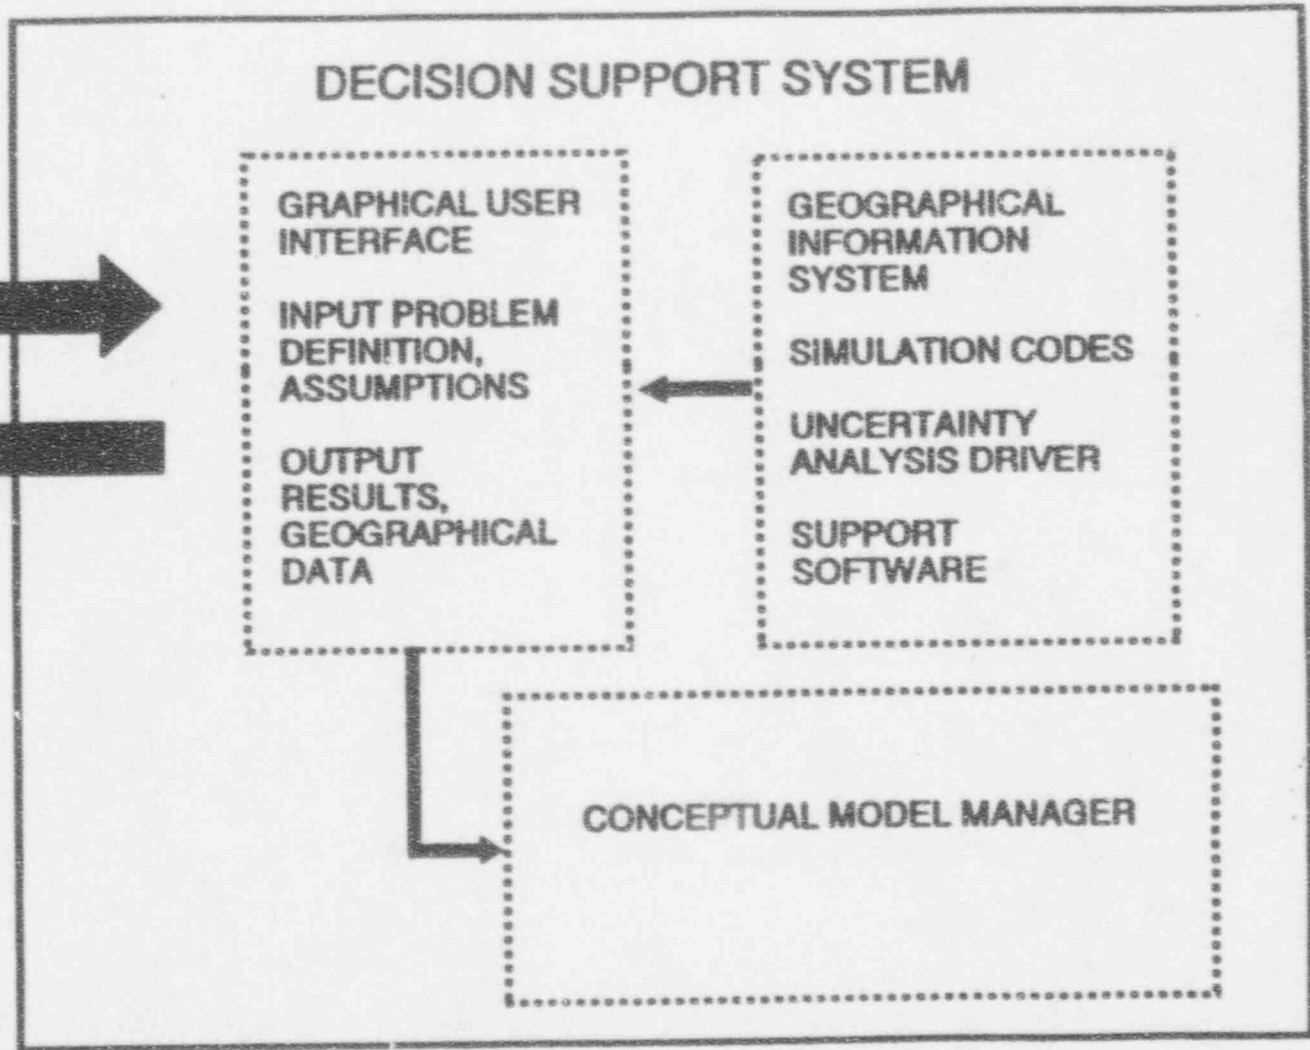 DECISION SUPPORT SYSTEM
GRAPHICAL USER
INTERFACE
INPUT PROBLEM
DEFINITION,
ASSUMPTIONS
OUTPUT
RESULTS,
GEOGRAPHICAL
DATA
GEOGRAPHICAL
INFORMATION
SYSTEM
SIMULATION CODES
UNCERTAINTY
ANALYSIS DRIVER
SUPPORT
SOFTWARE
CONCEPTUAL MODEL MANAGER